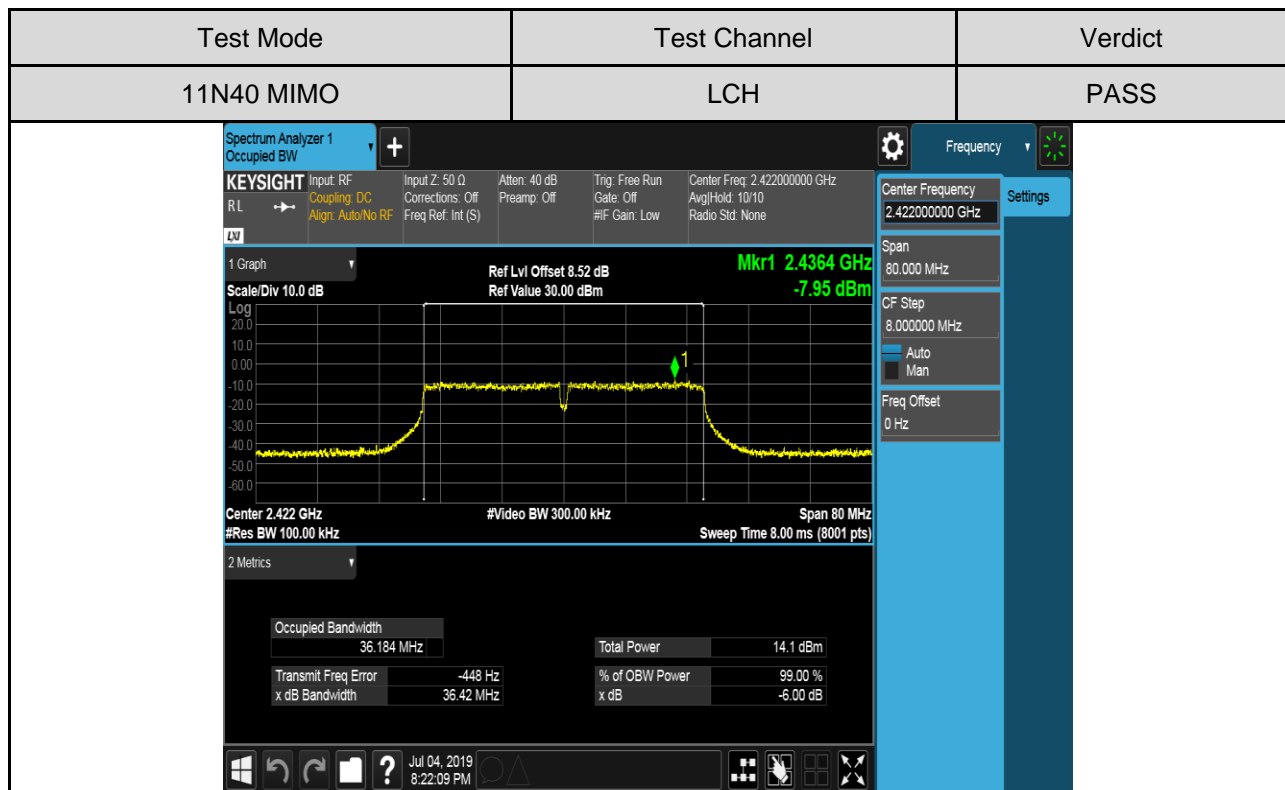 Test Mode Test Channel Verdict
11N40 MIMO LCH PASS
Spectrum Analyzer 1
Occupied BW
+
Frequency
KEYSIGHT Input: RF Input Z: 50 Ω Atten: 40 dB Trig: Free Run Center Freq: 2.422000000 GHz
RL Coupling: DC Corrections: Off Preamp: Off Gate: Off Avg|Hold: 10/10
Align: Auto/No RF Freq Ref: Int (S) #IF Gain: Low Radio Std: None
LXI
Center Frequency
2.422000000 GHz
Settings
Span
80.000 MHz
CF Step
8.000000 MHz
Auto
Man
Freq Offset
0 Hz
1 Graph
Ref Lvl Offset 8.52 dB
Mkr1 2.4364 GHz
Scale/Div 10.0 dB
Ref Value 30.00 dBm
-7.95 dBm
Log
20.0
10.0
0.00
-10.0
-20.0
-30.0
-40.0
-50.0
-60.0
1
Center 2.422 GHz #Video BW 300.00 kHz Span 80 MHz
#Res BW 100.00 kHz Sweep Time 8.00 ms (8001 pts)
2 Metrics
Occupied Bandwidth
36.184 MHz
Total Power 14.1 dBm
Transmit Freq Error -448 Hz % of OBW Power 99.00 %
x dB Bandwidth 36.42 MHz x dB -6.00 dB
?
Jul 04, 2019
8:22:09 PM